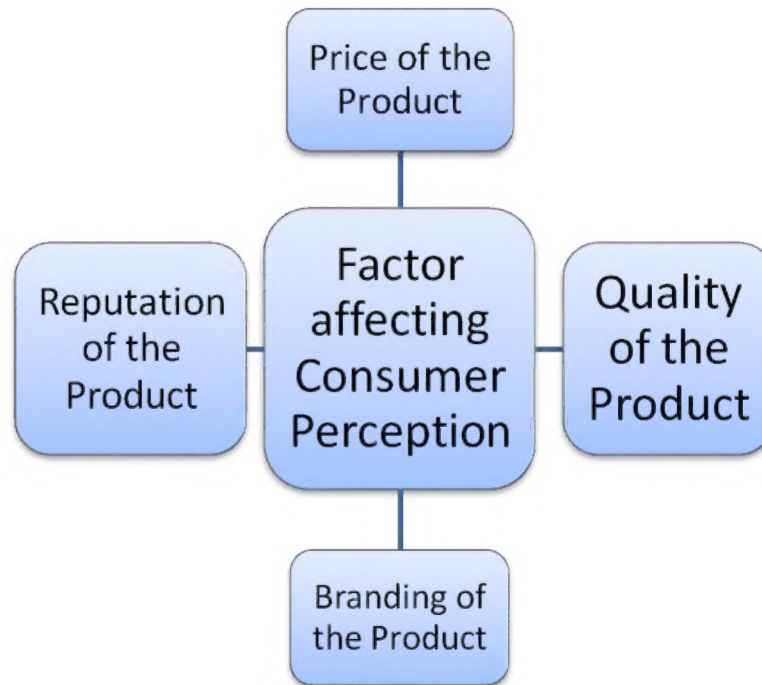 Price of the
Product
Reputation
of the
Product
Factor
affecting
Consumer
Perception
Quality
of the
Product
Branding of
the Product